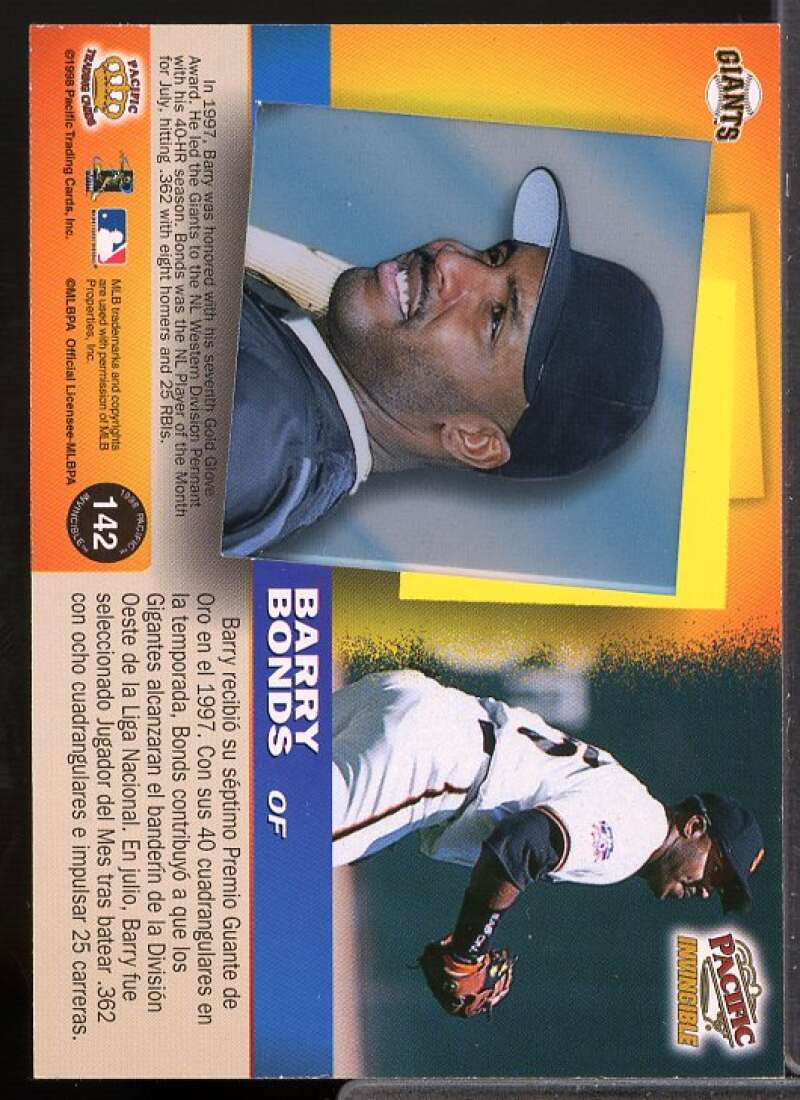 GIANTS
PACIFIC
INVINCIBLE
BARRY
BONDS OF
In 1997, Barry was honored with his seventh Gold Glove
Award. He led the Giants to the NL Western Division Pennant
with his 40-HR season. Bonds was the NL Player of the Month
for July, hitting .362 with eight homers and 25 RBIs.
Barry recibió su séptimo Premio Guante de
Oro en el 1997. Con sus 40 cuadrangulares en
la temporada, Bonds contribuyó a que los
Gigantes alcanzaran el banderín de la División
Oeste de la Liga Nacional. En julio, Barry fue
seleccionado Jugador del Mes tras batear .362
con ocho cuadrangulares e impulsar 25 carreras.
PACIFIC
TRADING CARDS
©1998 Pacific Trading Cards, Inc.
MLB trademarks and copyrights
are used with permission of MLB
Properties, Inc.
©MLBPA Official Licensee-MLBPA
1998 PACIFIC™
142
INVINCIBLE™